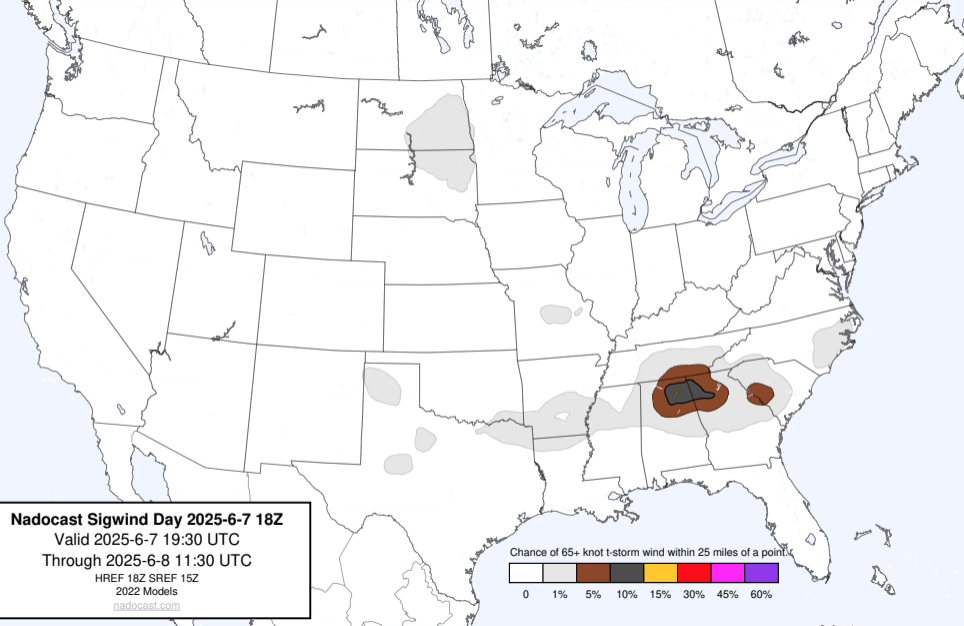 Nadocast Sigwind Day 2025-6-7 18Z
Valid 2025-6-7 19:30 UTC
Through 2025-6-8 11:30 UTC
HREF 18Z SREF 15Z
2022 Models
nadocast.com
Chance of 65+ knot t-storm wind within 25 miles of a point.
0 1% 5% 10% 15% 30% 45% 60%